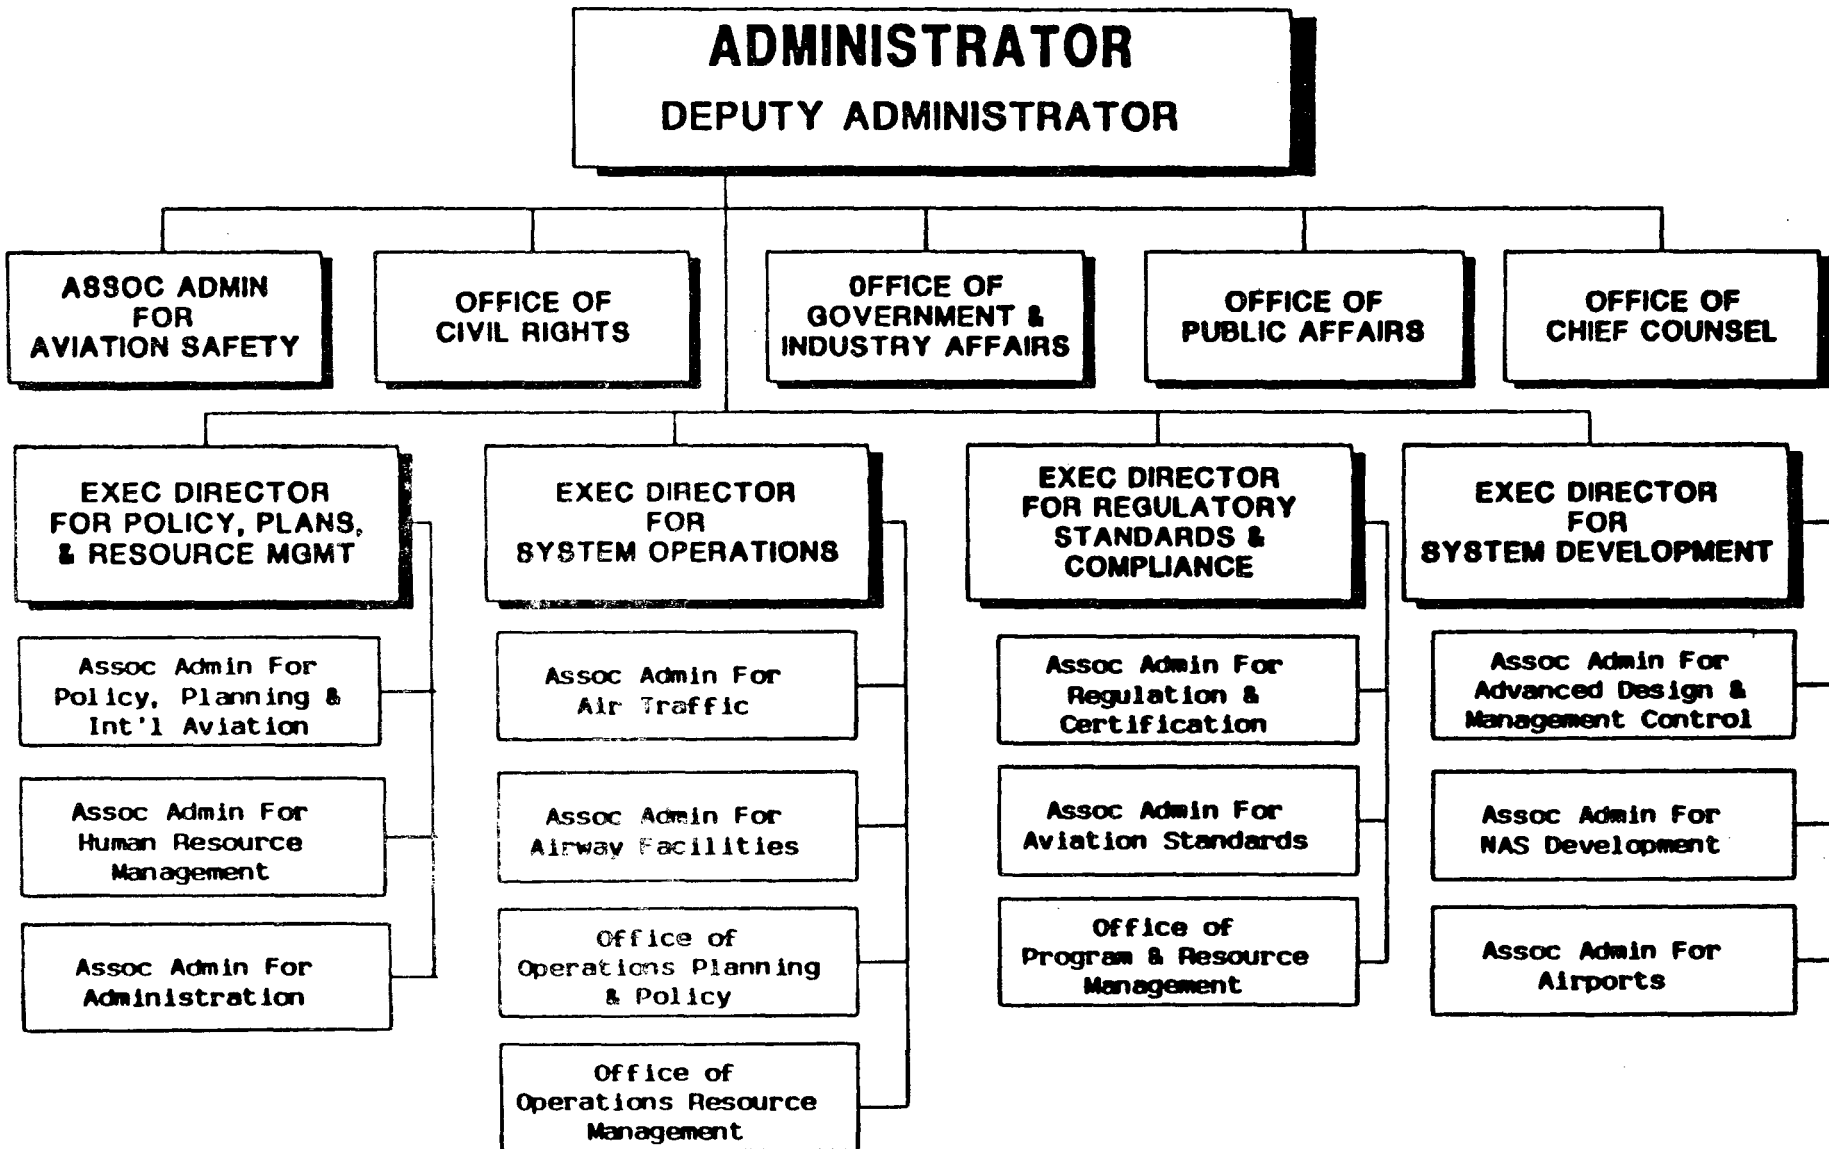 ADMINISTRATOR
DEPUTY ADMINISTRATOR
ASSOC ADMIN
FOR
AVIATION SAFETY
OFFICE OF
CIVIL RIGHTS
OFFICE OF
GOVERNMENT &
INDUSTRY AFFAIRS
OFFICE OF
PUBLIC AFFAIRS
OFFICE OF
CHIEF COUNSEL
EXEC DIRECTOR
FOR POLICY, PLANS,
& RESOURCE MGMT
EXEC DIRECTOR
FOR
SYSTEM OPERATIONS
EXEC DIRECTOR
FOR REGULATORY
STANDARDS &
COMPLIANCE
EXEC DIRECTOR
FOR
SYSTEM DEVELOPMENT
Assoc Admin For
Policy, Planning &
Int'l Aviation
Assoc Admin For
Human Resource
Management
Assoc Admin For
Administration
Assoc Admin For
Air Traffic
Assoc Admin For
Airway Facilities
Office of
Operations Planning
& Policy
Office of
Operations Resource
Management
Assoc Admin For
Regulation &
Certification
Assoc Admin For
Aviation Standards
Office of
Program & Resource
Management
Assoc Admin For
Advanced Design &
Management Control
Assoc Admin For
NAS Development
Assoc Admin For
Airports